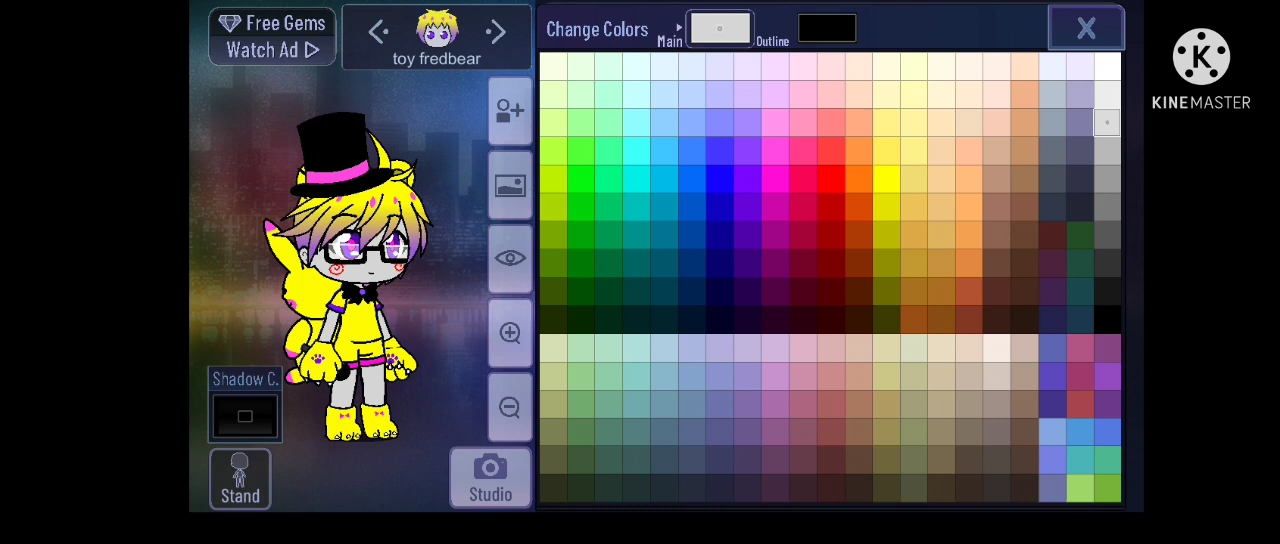 Free Gems
Watch Ad
toy fredbear
Change Colors
Main
Outline
X
K
KINEMASTER
Shadow C.
Stand
Studio